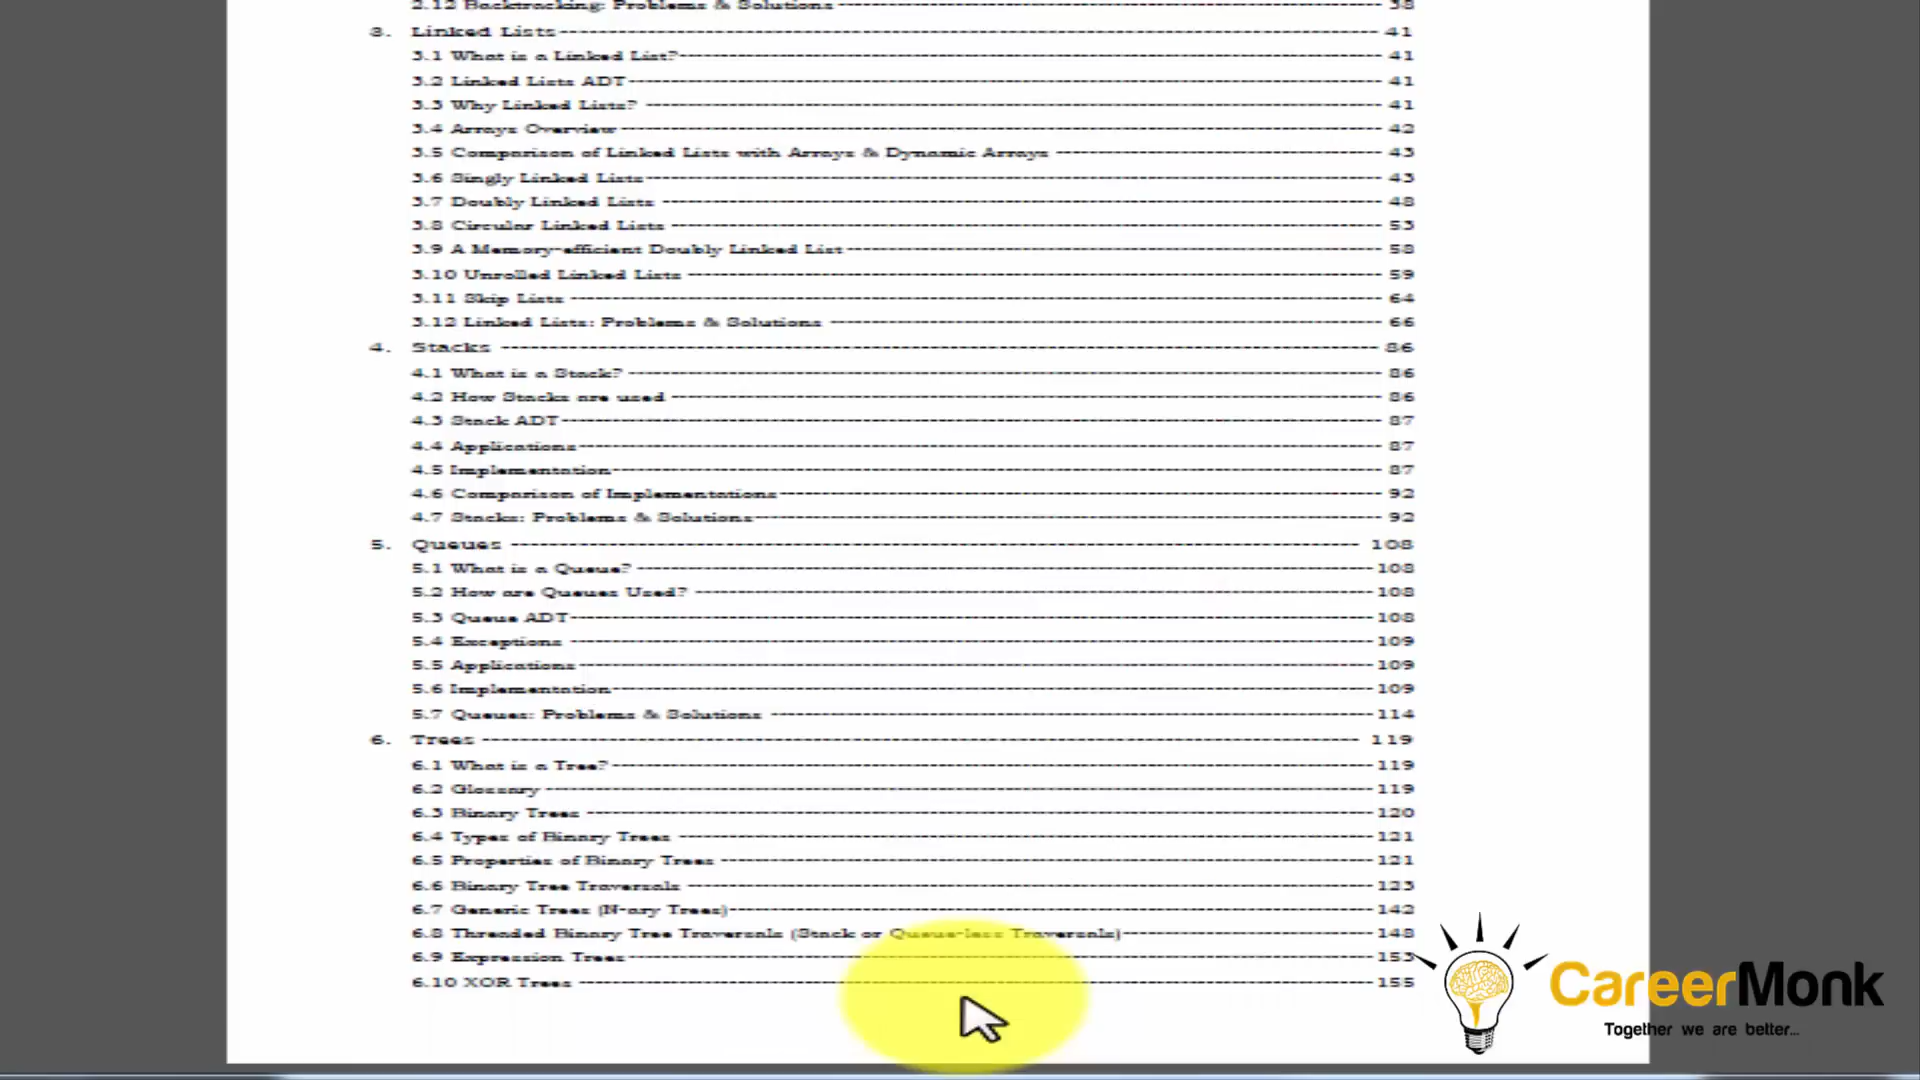 2.12 Backtracking: Problems & Solutions 38
3. Linked Lists 41
3.1 What is a Linked List? 41
3.2 Linked Lists ADT 41
3.3 Why Linked Lists? 41
3.4 Arrays Overview 42
3.5 Comparison of Linked Lists with Arrays & Dynamic Arrays 43
3.6 Singly Linked Lists 43
3.7 Doubly Linked Lists 48
3.8 Circular Linked Lists 53
3.9 A Memory-efficient Doubly Linked List 58
3.10 Unrolled Linked Lists 59
3.11 Skip Lists 64
3.12 Linked Lists: Problems & Solutions 66
4. Stacks 86
4.1 What is a Stack? 86
4.2 How Stacks are used 86
4.3 Stack ADT 87
4.4 Applications 87
4.5 Implementation 87
4.6 Comparison of Implementations 92
4.7 Stacks: Problems & Solutions 92
5. Queues 108
5.1 What is a Queue? 108
5.2 How are Queues Used? 108
5.3 Queue ADT 108
5.4 Exceptions 109
5.5 Applications 109
5.6 Implementation 109
5.7 Queues: Problems & Solutions 114
6. Trees 119
6.1 What is a Tree? 119
6.2 Glossary 119
6.3 Binary Trees 120
6.4 Types of Binary Trees 121
6.5 Properties of Binary Trees 121
6.6 Binary Tree Traversals 123
6.7 Generic Trees (N-ary Trees) 142
6.8 Threaded Binary Tree Traversals (Stack or Queue-less Traversals) 148
6.9 Expression Trees 153
6.10 XOR Trees 155
CareerMonk
Together we are better...